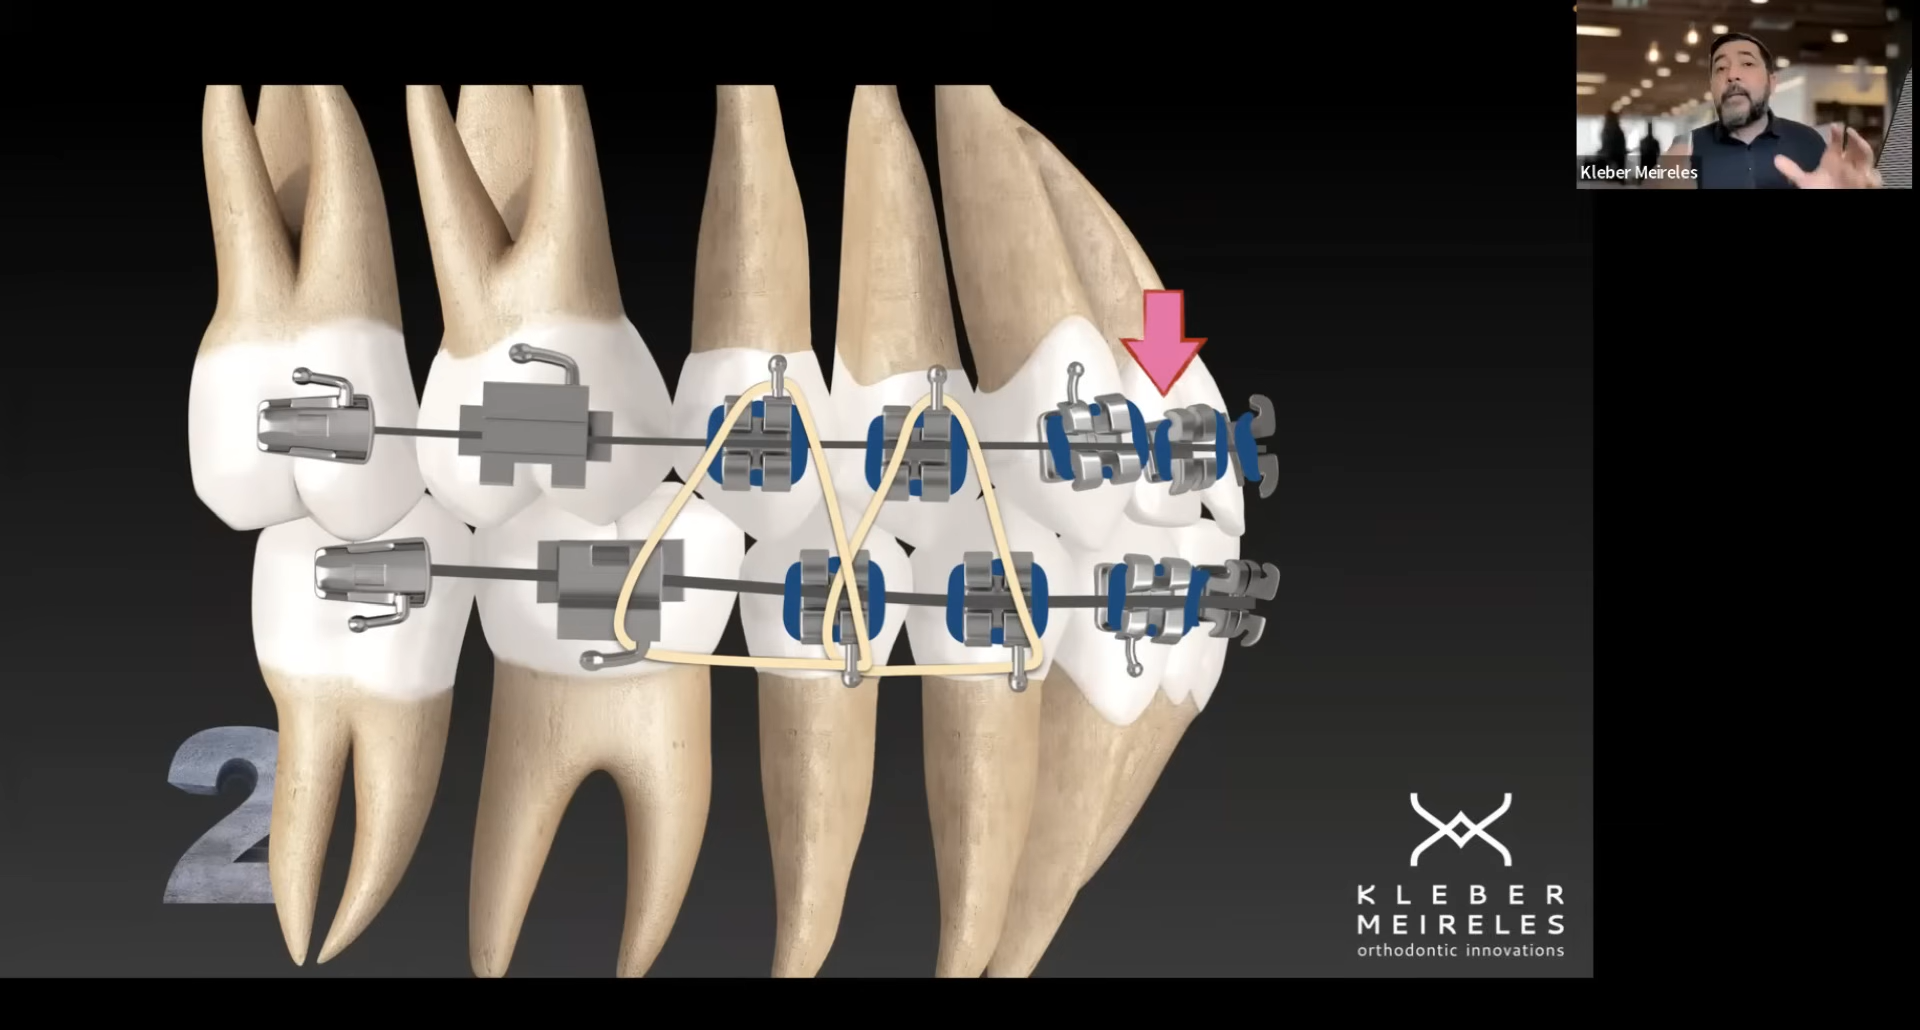 Kleber Meireles
2
KLEBER
MEIRELES
orthodontic innovations